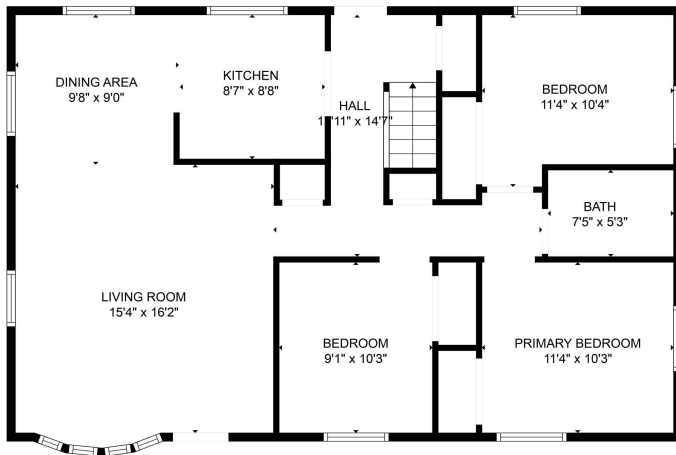 DINING AREA
9'8" x 9'0"
KITCHEN
8'7" x 8'8"
HALL
x 14'7"
BEDROOM
11'4" x 10'4"
BATH
7'5" x 5'3"
LIVING ROOM
15'4" x 16'2"
BEDROOM
9'1" x 10'3"
PRIMARY BEDROOM
11'4" x 10'3"